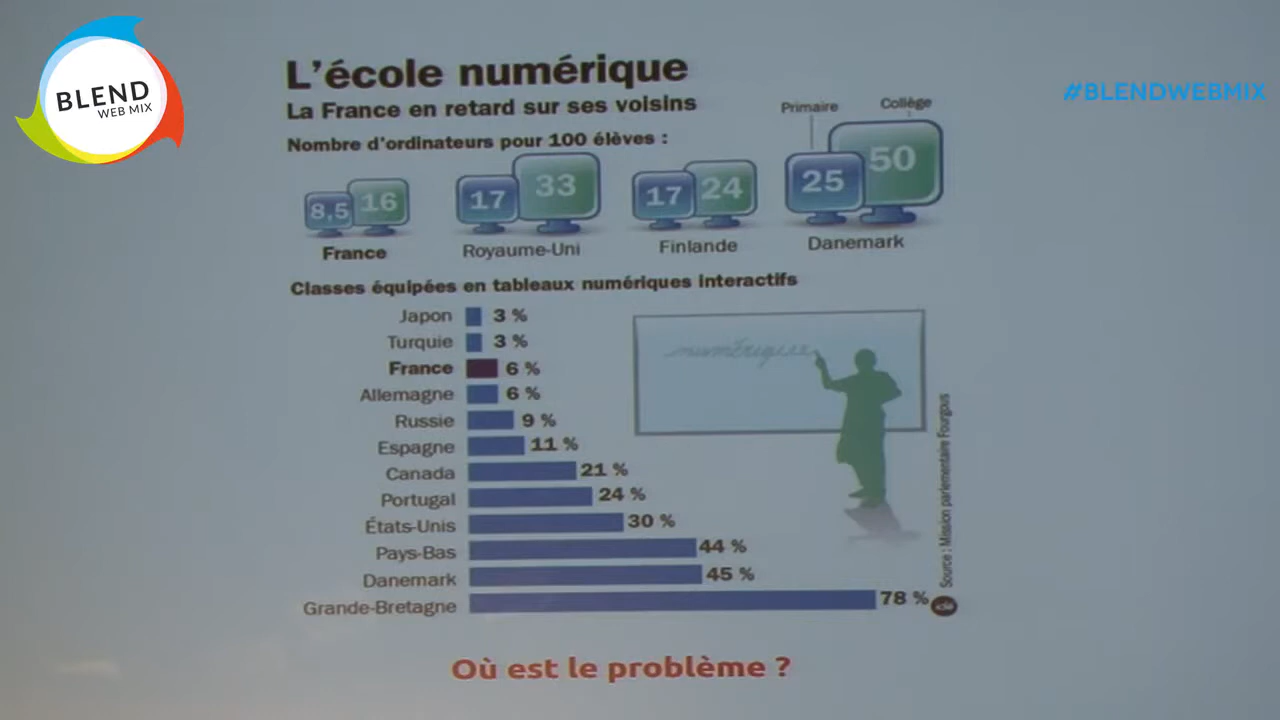 BLEND
WEB MIX
#BLENDWEBMIX
L'école numérique
La France en retard sur ses voisins
Nombre d'ordinateurs pour 100 élèves :
Primaire
Collège
8,5 16
17 33
17 24
25 50
France
Royaume-Uni
Finlande
Danemark
Classes équipées en tableaux numériques interactifs
Japon 3 %
Turquie 3 %
France 6 %
Allemagne 6 %
Russie 9 %
Espagne 11 %
Canada 21 %
Portugal 24 %
États-Unis 30 %
Pays-Bas 44 %
Danemark 45 %
Grande-Bretagne 78 %
numérique
Source : Mission parlementaire Fourgous
Où est le problème ?